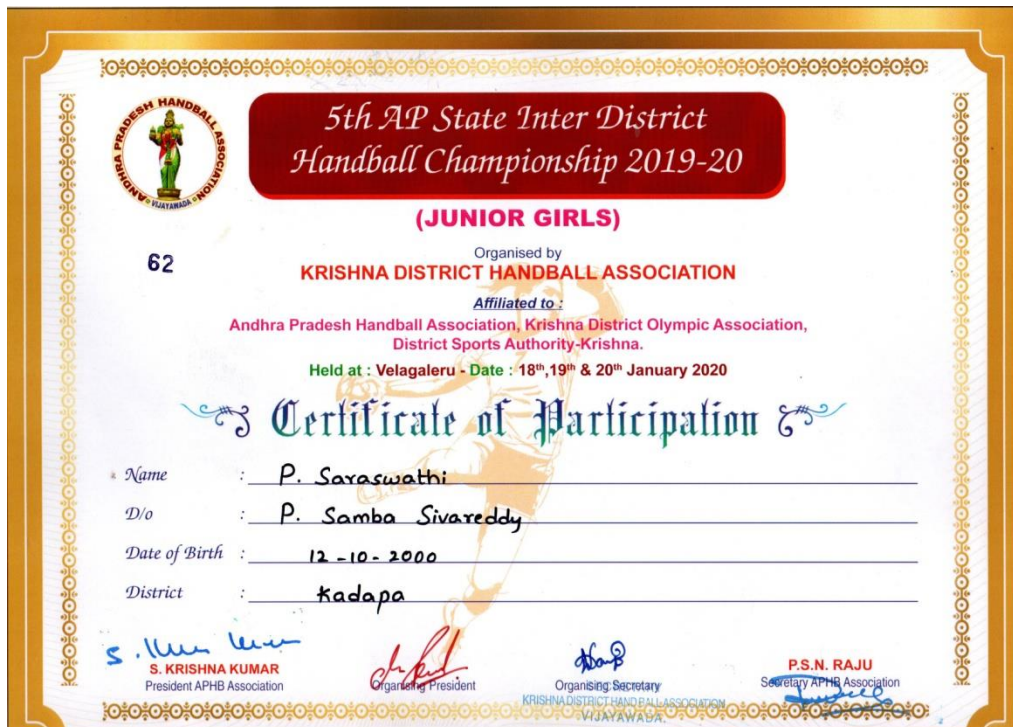 ANDHRA PRADESH HANDBALL ASSOCIATION
VIJAYAWADA
5th AP State Inter District
Handball Championship 2019-20
(JUNIOR GIRLS)
62
Organised by
KRISHNA DISTRICT HANDBALL ASSOCIATION
Affiliated to :
Andhra Pradesh Handball Association, Krishna District Olympic Association,
District Sports Authority-Krishna.
Held at : Velagaleru - Date : 18th,19th & 20th January 2020
Certificate of Participation
Name : P. Saraswathi
D/o : P. Samba Sivareddy
Date of Birth : 12-10-2000
District : Kadapa
S. KRISHNA KUMAR
President APHB Association
Organising President
Organising Secretary
SECRETARY
KRISHNA DISTRICT HAND BALL ASSOCIATION
VIJAYAWADA.
P.S.N. RAJU
Secretary APHB Association